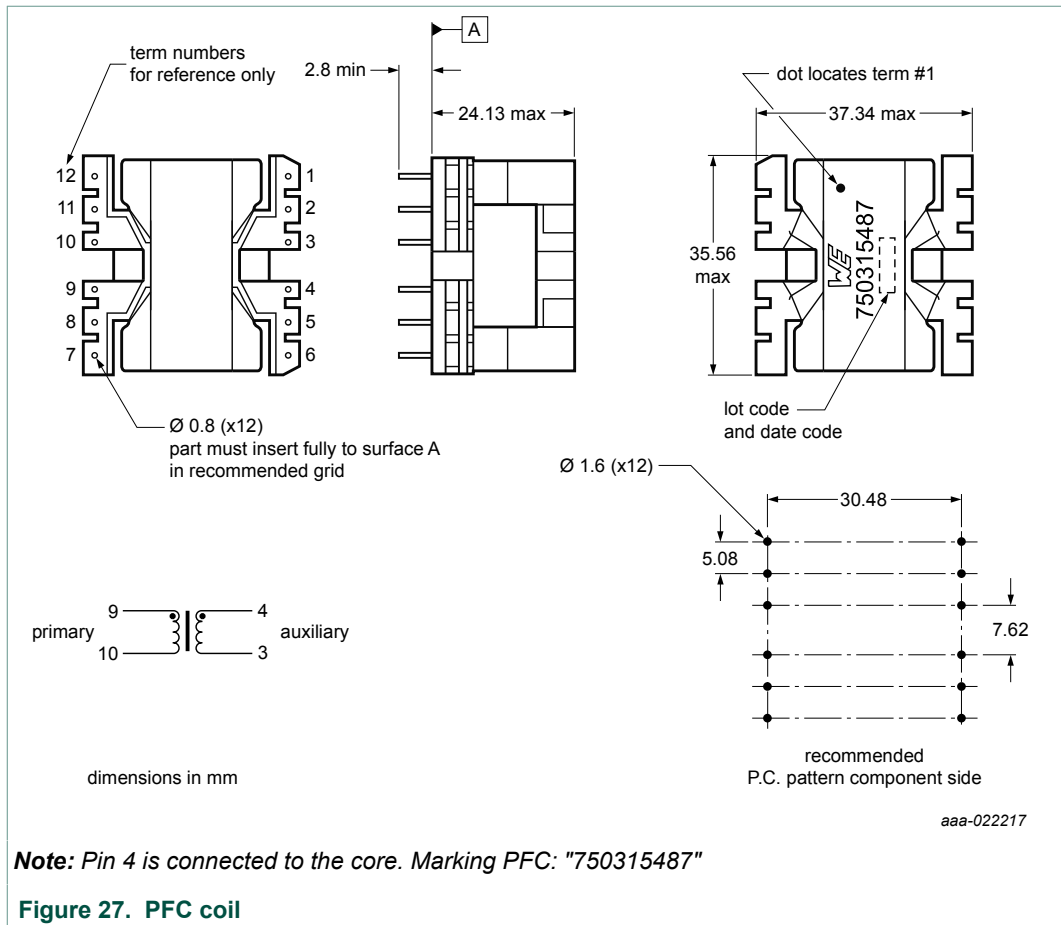 term numbers
for reference only
12
11
10
9
8
7
1
2
3
4
5
6
Ø 0.8 (x12)
part must insert fully to surface A
in recommended grid
A
2.8 min
24.13 max
dot locates term #1
37.34 max
35.56
max
WE
750315487
lot code
and date code
Ø 1.6 (x12)
30.48
5.08
7.62
recommended
P.C. pattern component side
primary
9
10
4
3
auxiliary
dimensions in mm
aaa-022217
Note: Pin 4 is connected to the core. Marking PFC: "750315487"
Figure 27. PFC coil